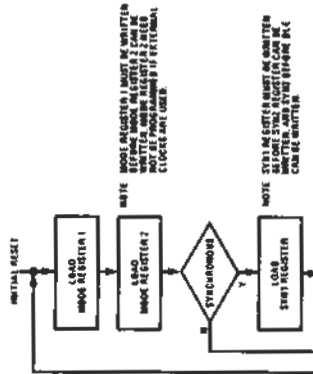 INITIAL RESET
LOAD
MODE REGISTER 1
NOTE MODE REGISTER 1 MUST BE WRITTEN
BEFORE MODE REGISTER 2 CAN BE
WRITTEN. MODE REGISTER 2 NEED
NOT BE PROGRAMMED IF EXTERNAL
CLOCKS ARE USED.
LOAD
MODE REGISTER 2
SYNCHRONOUS
N
Y
LOAD
SYN1 REGISTER
NOTE SYN1 REGISTER MUST BE WRITTEN
BEFORE SYN2 REGISTER CAN BE
WRITTEN, AND SYN2 BEFORE DLE
CAN BE WRITTEN.